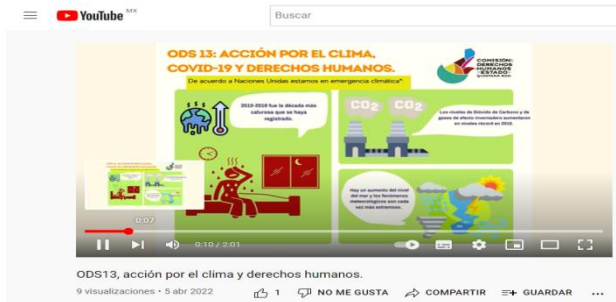 YouTube MX
Buscar
ODS 13: ACCIÓN POR EL CLIMA,
COVID-19 Y DERECHOS HUMANOS.
COMISIÓN
DERECHOS
HUMANOS
ESTADO
QUINTANA ROO
De acuerdo a Naciones Unidas estamos en emergencia climática*:
2010-2019 fue la década más
calurosa que se haya
registrado.
CO2 CO2
Los niveles de Dióxido de Carbono y de
gases de efecto invernadero aumentaron
en niveles récord en 2019.
Hay un aumento del nivel
del mar y los fenómenos
meteorológicos son cada
vez más extremos.
0:07
0:10 / 2:01
ODS13, acción por el clima y derechos humanos.
9 visualizaciones • 5 abr 2022
1 NO ME GUSTA COMPARTIR GUARDAR ...